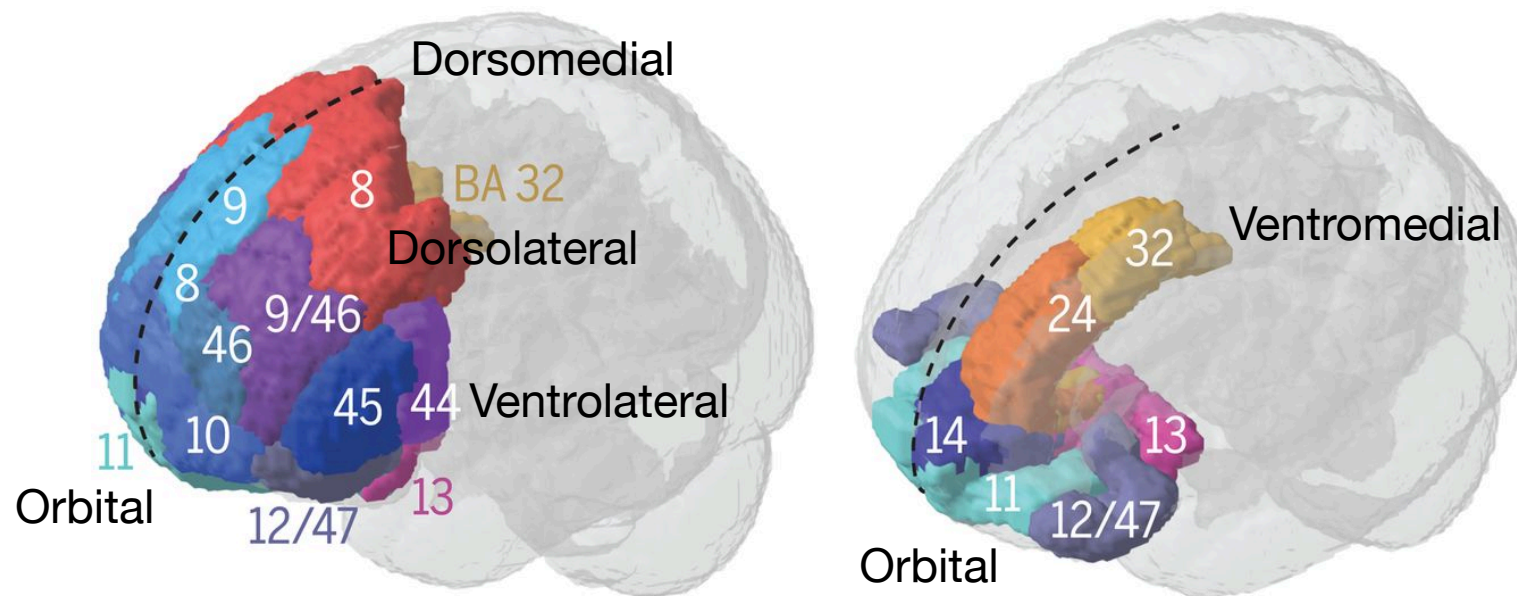 Dorsomedial
9
8
BA 32
Dorsolateral
8
9/46
46
45
44 Ventrolateral
10
11
13
Orbital
12/47
32
Ventromedial
24
14
13
11
12/47
Orbital